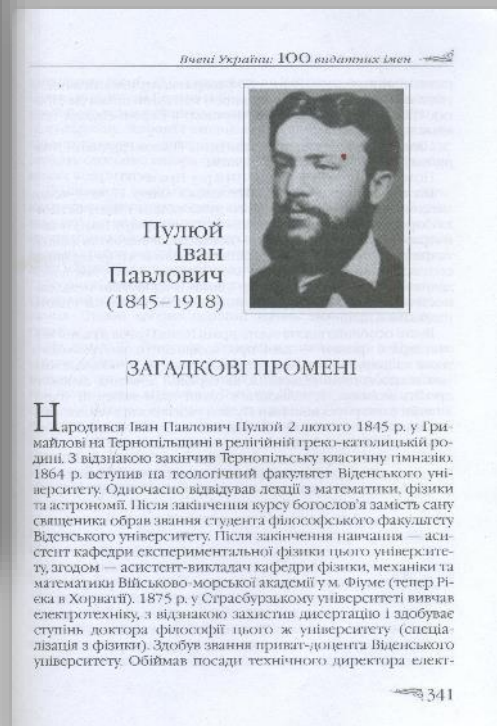 Вчені України: 100 видатних імен
Пулюй
Іван
Павлович
(1845–1918)
ЗАГАДКОВІ ПРОМЕНІ
Народився Іван Павлович Пулюй 2 лютого 1845 р. у Гри-
майлові на Тернопільщині в релігійній греко-католицькій ро-
дині. З відзнакою закінчив Тернопільську класичну гімназію.
1864 р. вступив на теологічний факультет Віденського уні-
верситету. Одночасно відвідував лекції з математики, фізики
та астрономії. Після закінчення курсу богослов'я замість сану
священика обрав звання студента філософського факультету
Віденського університету. Після закінчення навчання — аси-
стент кафедри експериментальної фізики цього університе-
ту, згодом — асистент-викладач кафедри фізики, механіки та
математики Військово-морської академії у м. Фіуме (тепер Рі-
єка в Хорватії). 1875 р. у Страсбурзькому університеті вивчав
електротехніку, з відзнакою захистив дисертацію і здобуває
ступінь доктора філософії цього ж університету (спеціа-
лізація з фізики). Здобув звання приват-доцента Віденського
університету. Обіймав посади технічного директора елект-
341